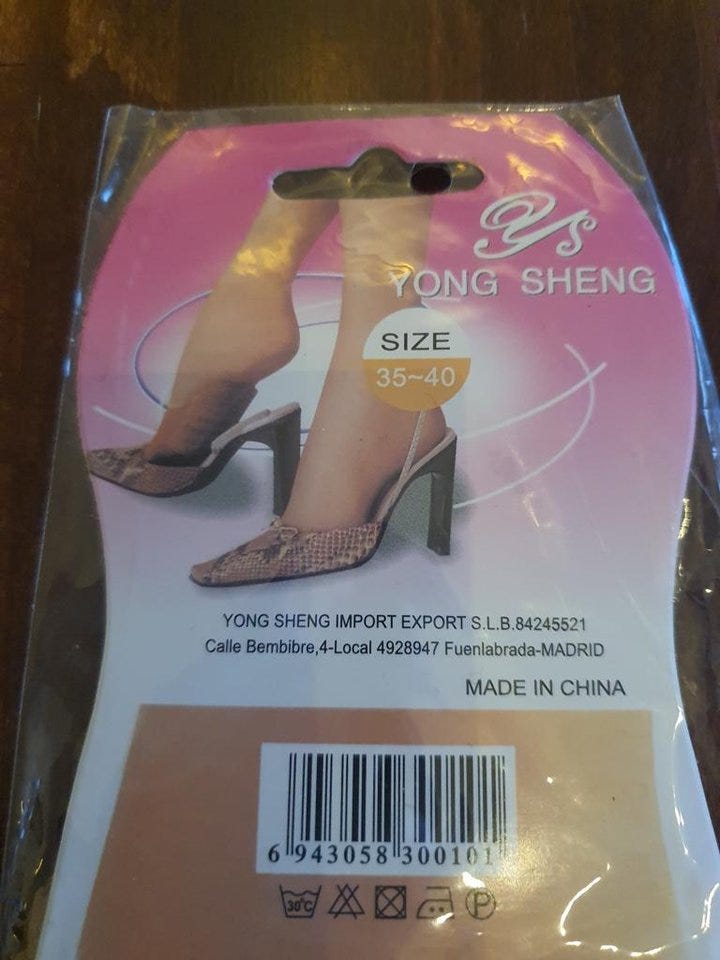 YS
YONG SHENG
SIZE
35~40
YONG SHENG IMPORT EXPORT S.L.B.84245521
Calle Bembibre,4-Local 4928947 Fuenlabrada-MADRID
MADE IN CHINA
6 943058 300101
30°C
P